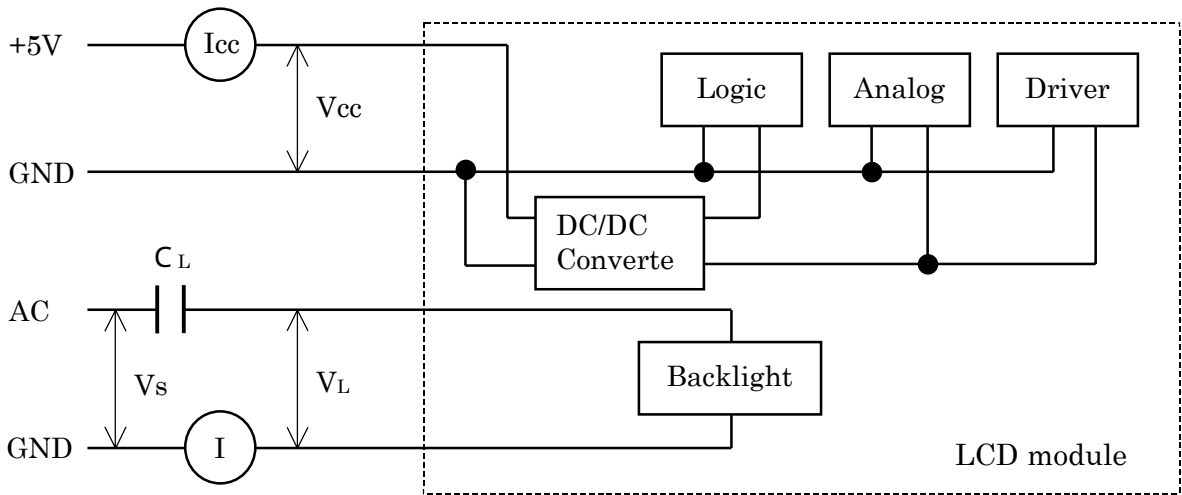 +5V
Icc
Vcc
GND
Logic
Analog
Driver
DC/DC
Converte
CL
AC
Vs
VL
Backlight
GND
I
LCD module